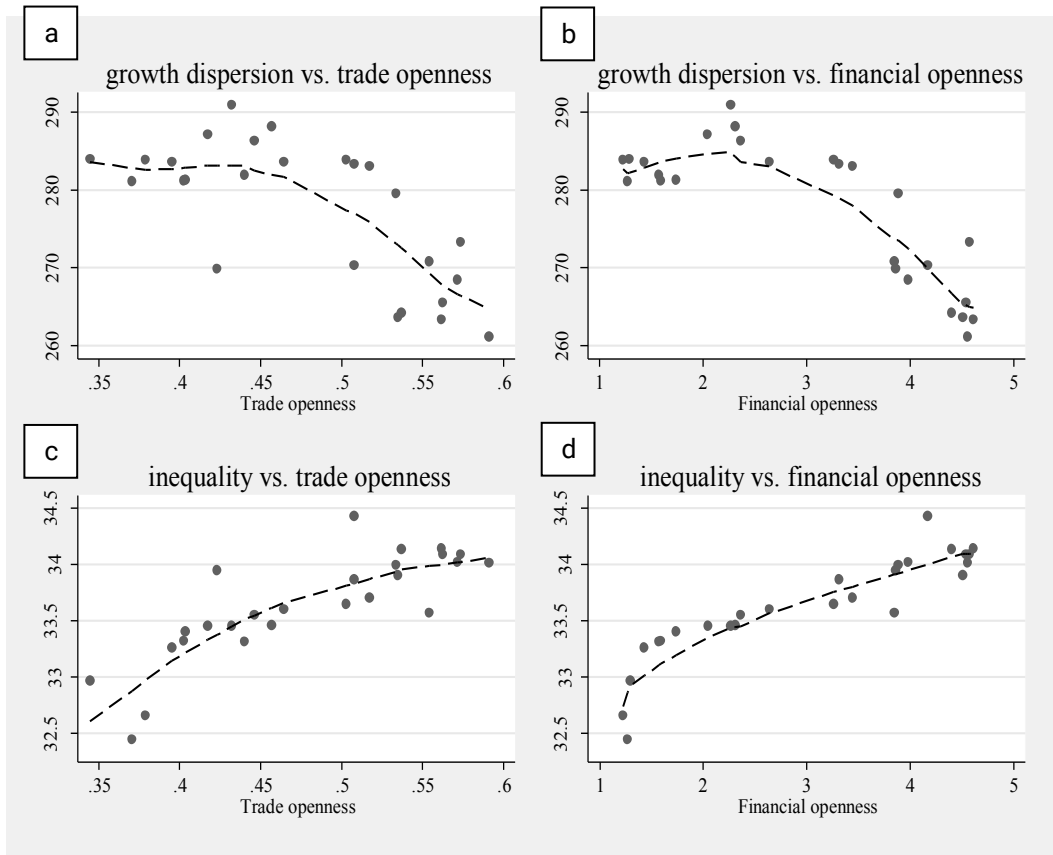 a
growth dispersion vs. trade openness
290
280
270
260
.35 .4 .45 .5 .55 .6
Trade openness
b
growth dispersion vs. financial openness
290
280
270
260
1 2 3 4 5
Financial openness
c
inequality vs. trade openness
34.5
34
33.5
33
32.5
.35 .4 .45 .5 .55 .6
Trade openness
d
inequality vs. financial openness
34.5
34
33.5
33
32.5
1 2 3 4 5
Financial openness